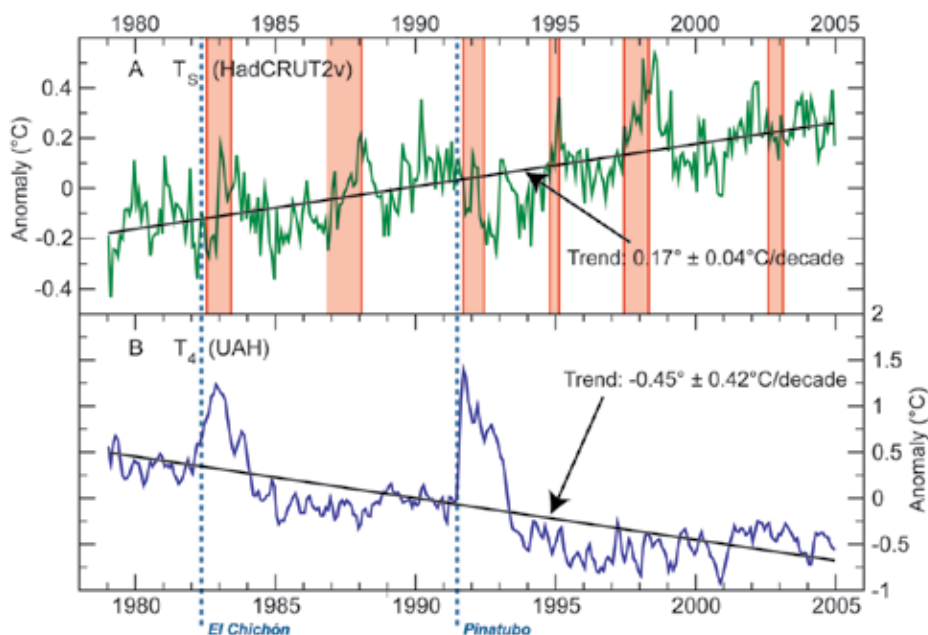 1980 1985 1990 1995 2000 2005
A T_S (HadCRUT2v)
0.4
0.2
0
-0.2
-0.4
Anomaly (°C)
Trend: 0.17° ± 0.04°C/decade
B T_4 (UAH)
2
1.5
1
0.5
0
-0.5
-1
Anomaly (°C)
Trend: -0.45° ± 0.42°C/decade
1980 1985 1990 1995 2000 2005
El Chichón Pinatubo